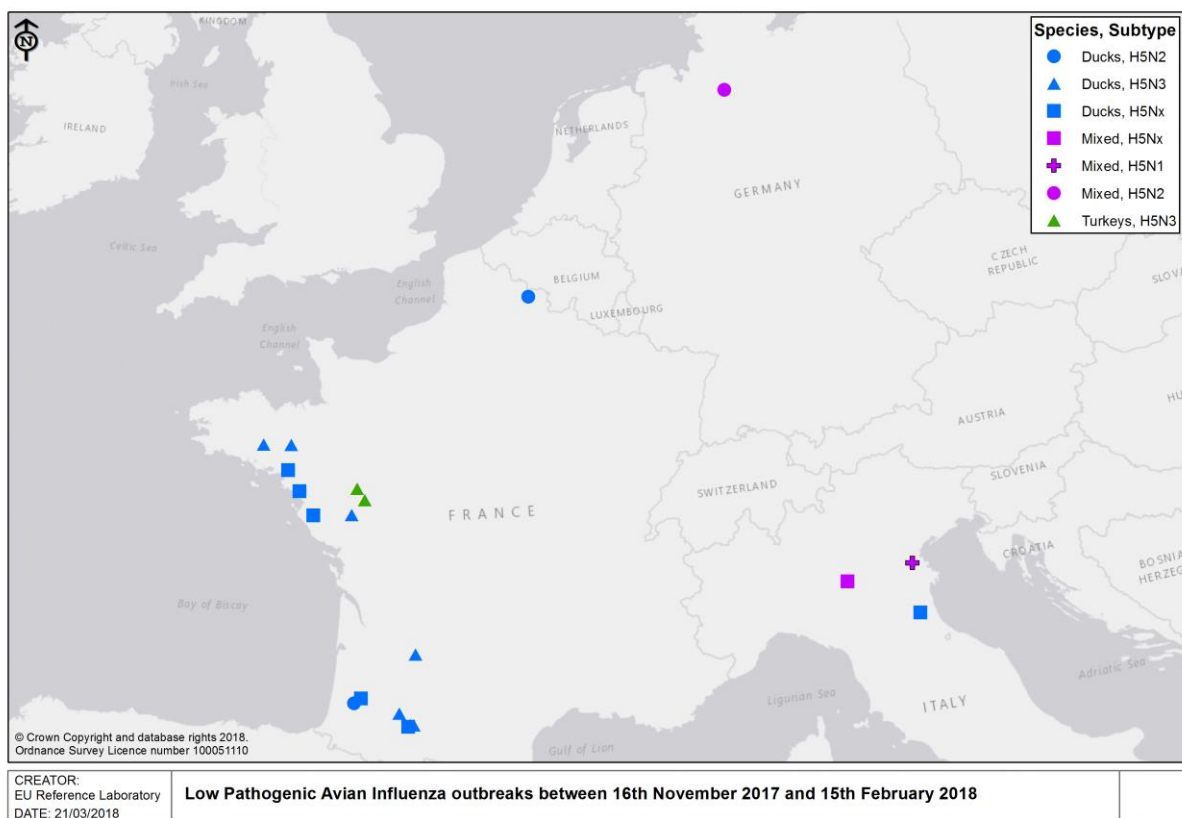 KINGDOM
N
Irish Sea
IRELAND
NETHERLANDS
GERMANY
CZECH
REPUBLIC
Celtic Sea
English
Channel
BELGIUM
LUXEMBOURG
English
Channel
AUSTRIA
SWITZERLAND
SLOVENIA
FRANCE
CROATIA
BOSNIA
HERZEG
Bay of Biscay
Adriatic Sea
Ligurian Sea
ITALY
Gulf of Lion
Species, Subtype
Ducks, H5N2
Ducks, H5N3
Ducks, H5Nx
Mixed, H5Nx
Mixed, H5N1
Mixed, H5N2
Turkeys, H5N3
© Crown Copyright and database rights 2018.
Ordnance Survey Licence number 100051110
CREATOR:
EU Reference Laboratory
DATE: 21/03/2018
Low Pathogenic Avian Influenza outbreaks between 16th November 2017 and 15th February 2018